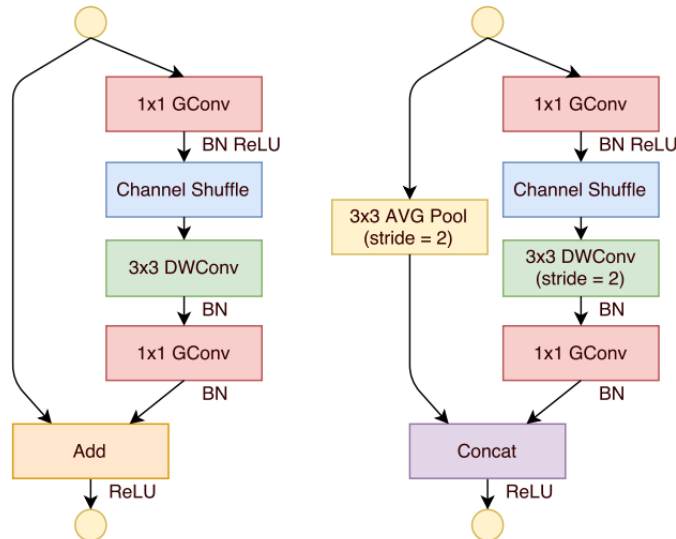 1x1 GConv
BN ReLU
Channel Shuffle
3x3 DWConv
BN
1x1 GConv
BN
Add
ReLU
1x1 GConv
BN ReLU
Channel Shuffle
3x3 AVG Pool
(stride = 2)
3x3 DWConv
(stride = 2)
BN
1x1 GConv
BN
Concat
ReLU